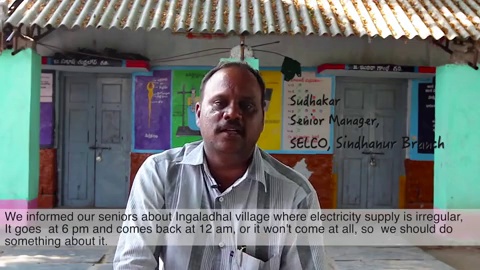 Sudhakar
Senior Manager,
SELCO, Sindhanur Branch
We informed our seniors about Ingaladhal village where electricity supply is irregular,
It goes  at 6 pm and comes back at 12 am, or it won't come at all, so  we should do
something about it.